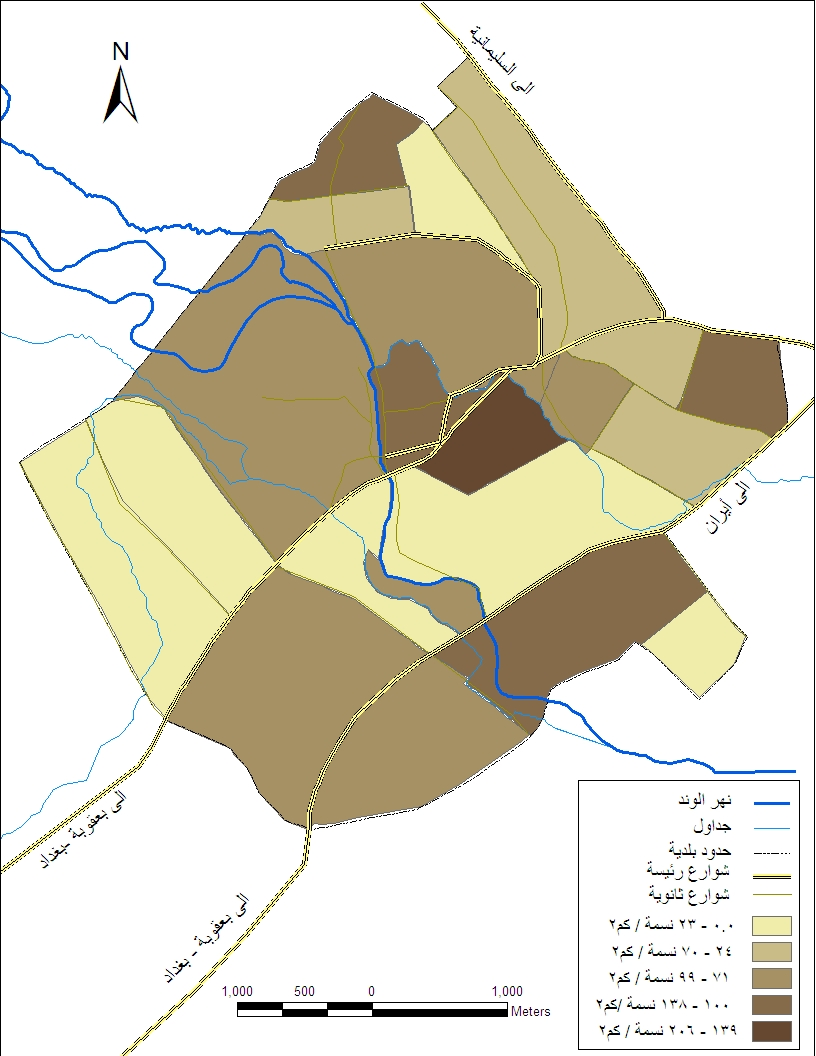 N
الى السليمانية
الى أيران
الى بعقوبة -بغداد
الى بعقوبة - بغداد
1,000 500 0 1,000
Meters
نهر الوند
جداول
حدود بلدية
شوارع رئيسة
شوارع ثانوية
٠.٠ - ٢٣ نسمة / كم٢
٢٤ - ٧٠ نسمة / كم٢
٧١ - ٩٩ نسمة / كم٢
١٠٠ - ١٣٨ نسمة /كم٢
١٣٩ - ٢٠٦ نسمة / كم٢